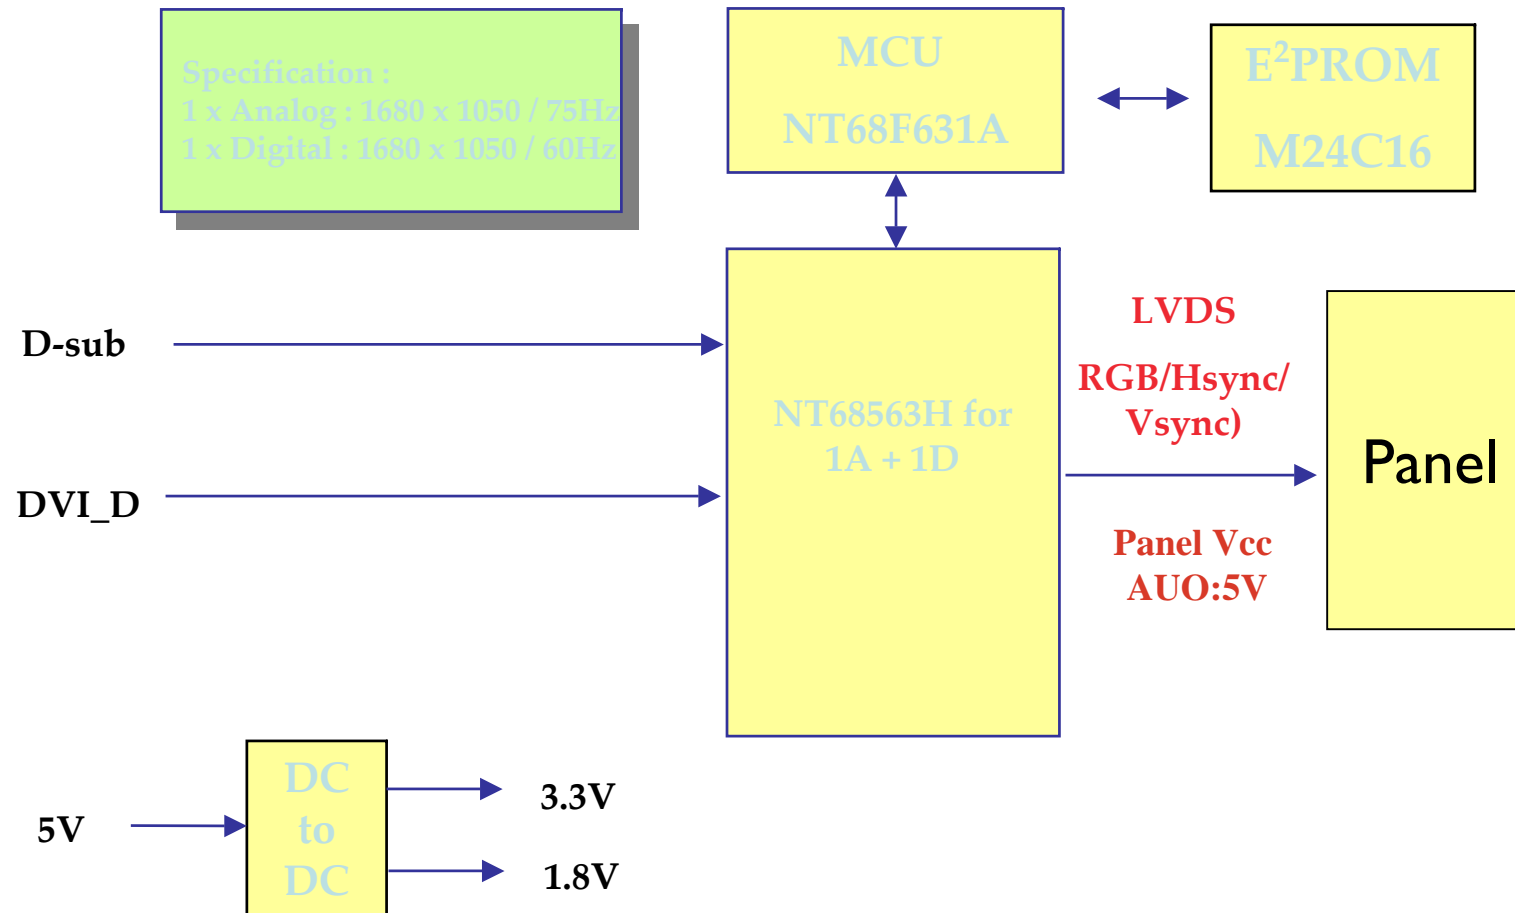 Specification :
1 x Analog : 1680 x 1050 / 75Hz
1 x Digital : 1680 x 1050 / 60Hz
MCU
NT68F631A
E²PROM
M24C16
D-sub
DVI_D
NT68563H for
1A + 1D
LVDS
RGB/Hsync/
Vsync)
Panel Vcc
AUO:5V
Panel
5V
DC
to
DC
3.3V
1.8V